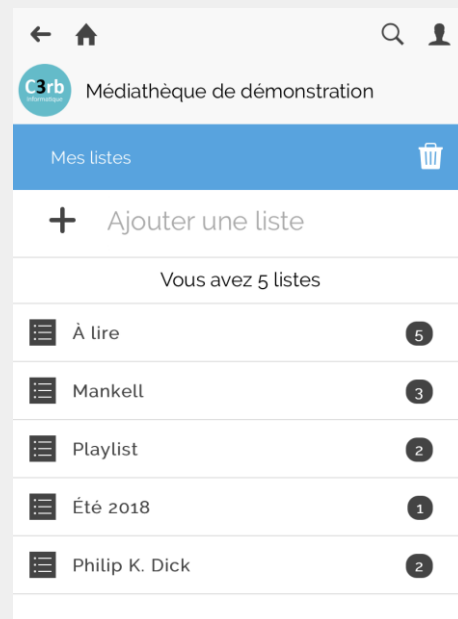 C3rb
informatique
Médiathèque de démonstration
Mes listes
Ajouter une liste
Vous avez 5 listes
À lire 5
Mankell 3
Playlist 2
Été 2018 1
Philip K. Dick 2